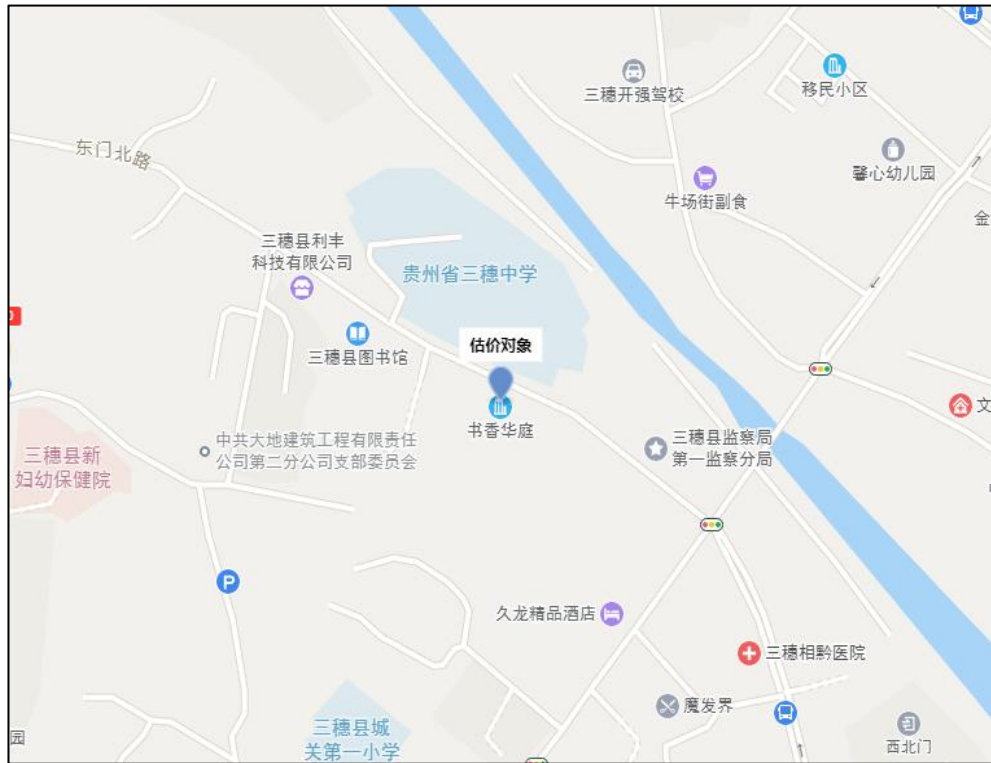 三穗开强驾校
移民小区
东门北路
馨心幼儿园
牛场街副食
金
三穗县利丰
科技有限公司
贵州省三穗中学
三穗县图书馆
估价对象
书香华庭
文
三穗县新
妇幼保健院
中共大地建筑工程有限责任
公司第二分公司支部委员会
三穗县监察局
第一监察分局
P
久龙精品酒店
三穗相黔医院
魔发界
三穗县城
关第一小学
园
西北门